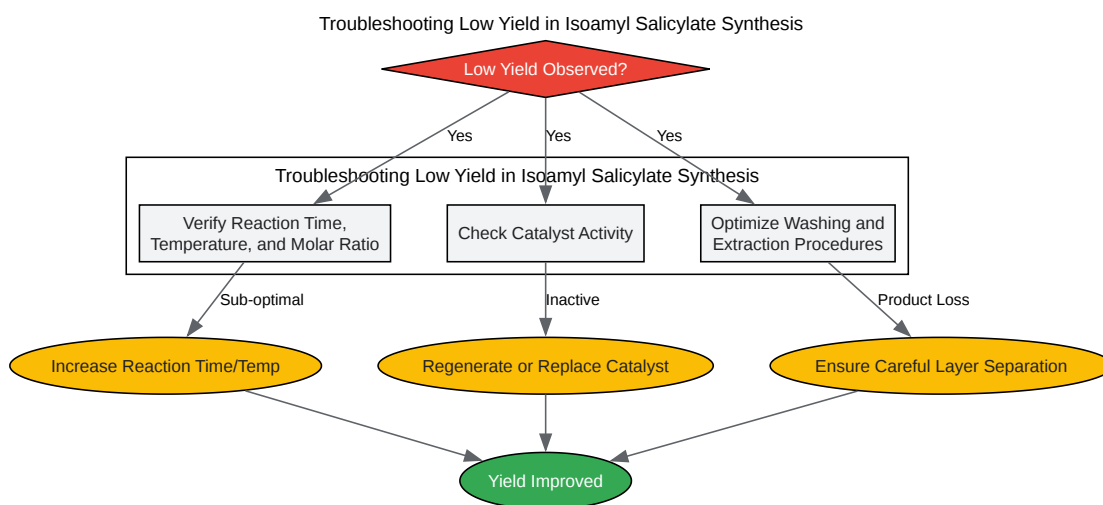 Troubleshooting Low Yield in Isoamyl Salicylate Synthesis
Low Yield Observed?
Yes
Yes
Yes
Troubleshooting Low Yield in Isoamyl Salicylate Synthesis
Verify Reaction Time,
Temperature, and Molar Ratio
Check Catalyst Activity
Optimize Washing and
Extraction Procedures
Sub-optimal
Inactive
Product Loss
Increase Reaction Time/Temp
Regenerate or Replace Catalyst
Ensure Careful Layer Separation
Yield Improved